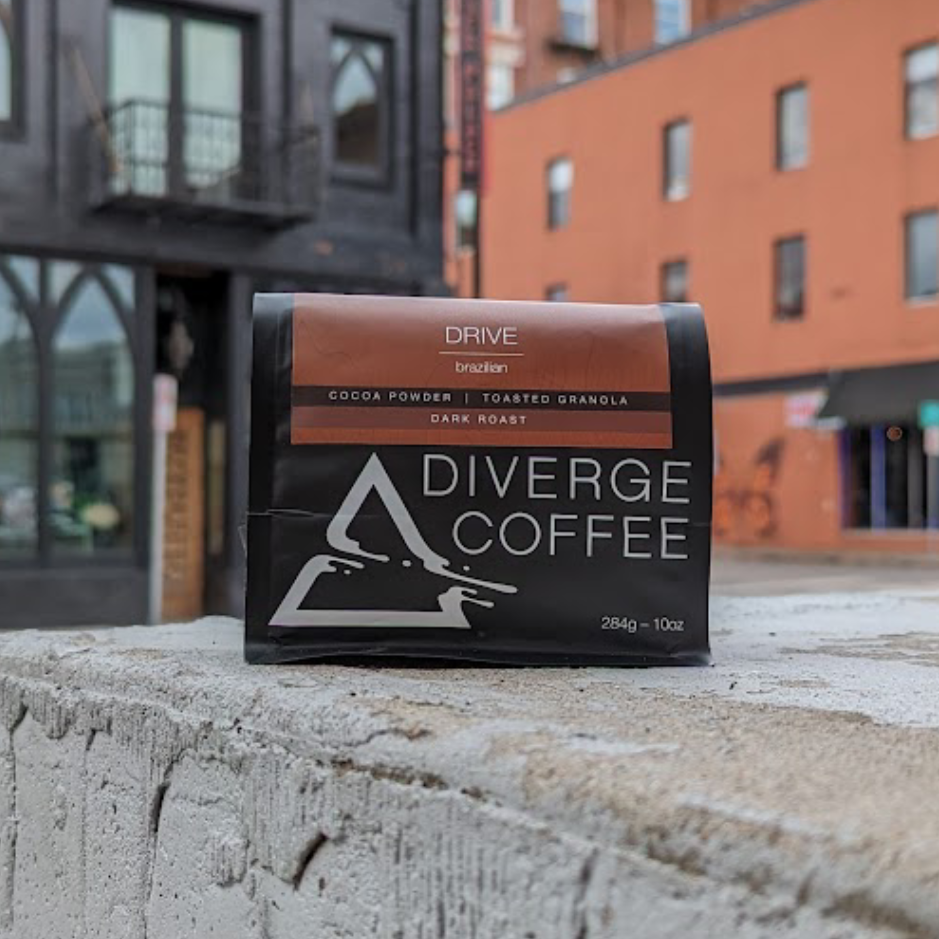 DRIVE
brazilian
COCOA POWDER | TOASTED GRANOLA
DARK ROAST
DIVERGE
COFFEE
284g – 10oz